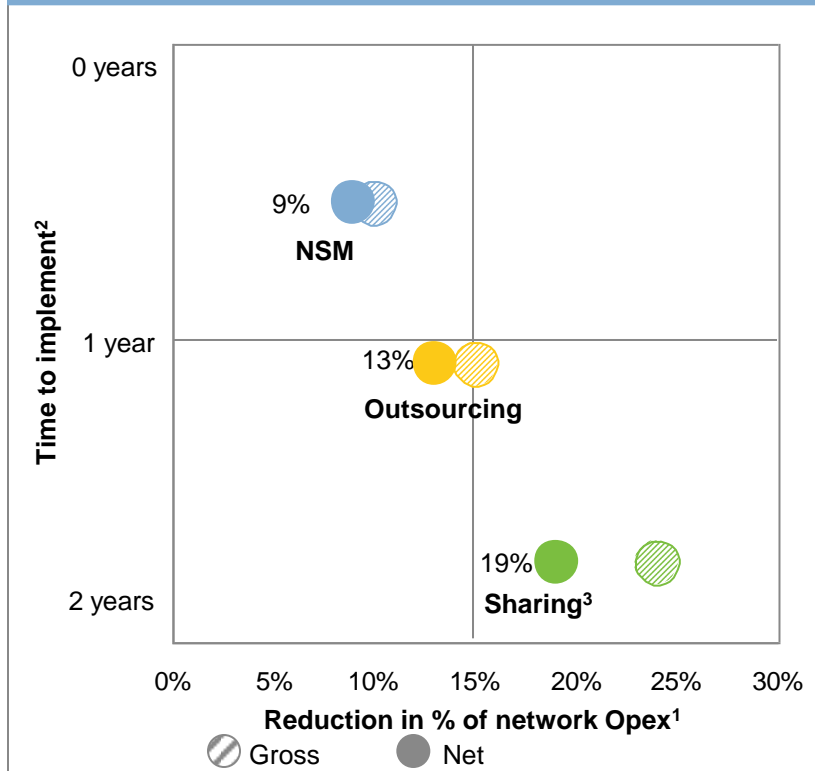 0 years
9%
NSM
Time to implement²
1 year
13%
Outsourcing
19%
Sharing³
2 years
0% 5% 10% 15% 20% 25% 30%
Reduction in % of network Opex¹
Gross Net